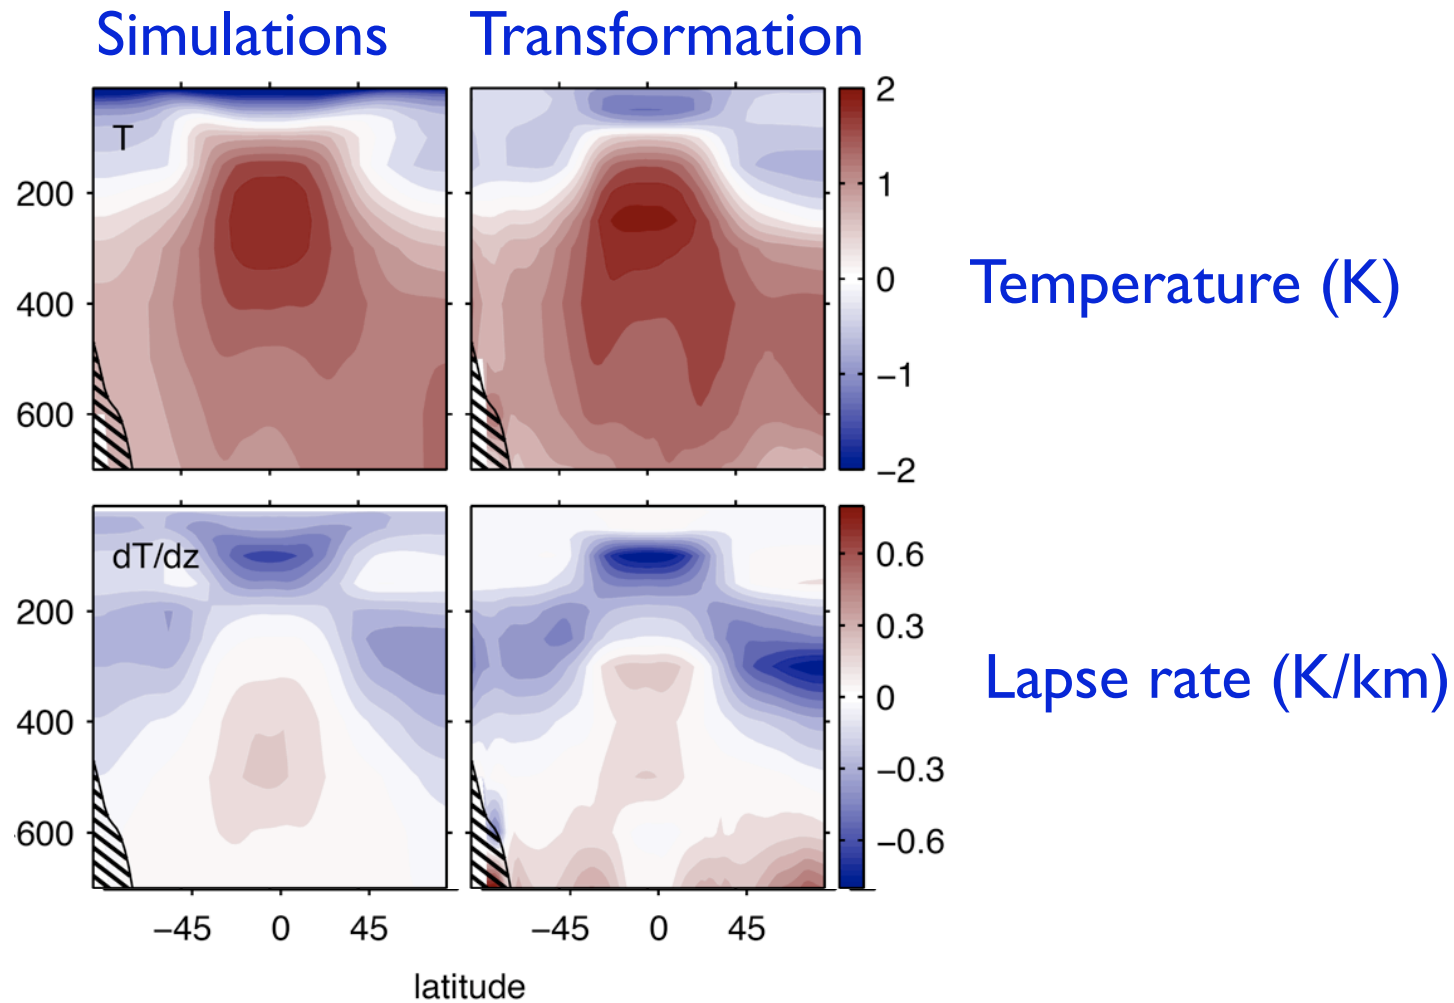 Simulations Transformation
T
200
400
600
2
1
0
−1
−2
Temperature (K)
dT/dz
200
400
600
0.6
0.3
0
−0.3
−0.6
Lapse rate (K/km)
−45 0 45 −45 0 45
latitude